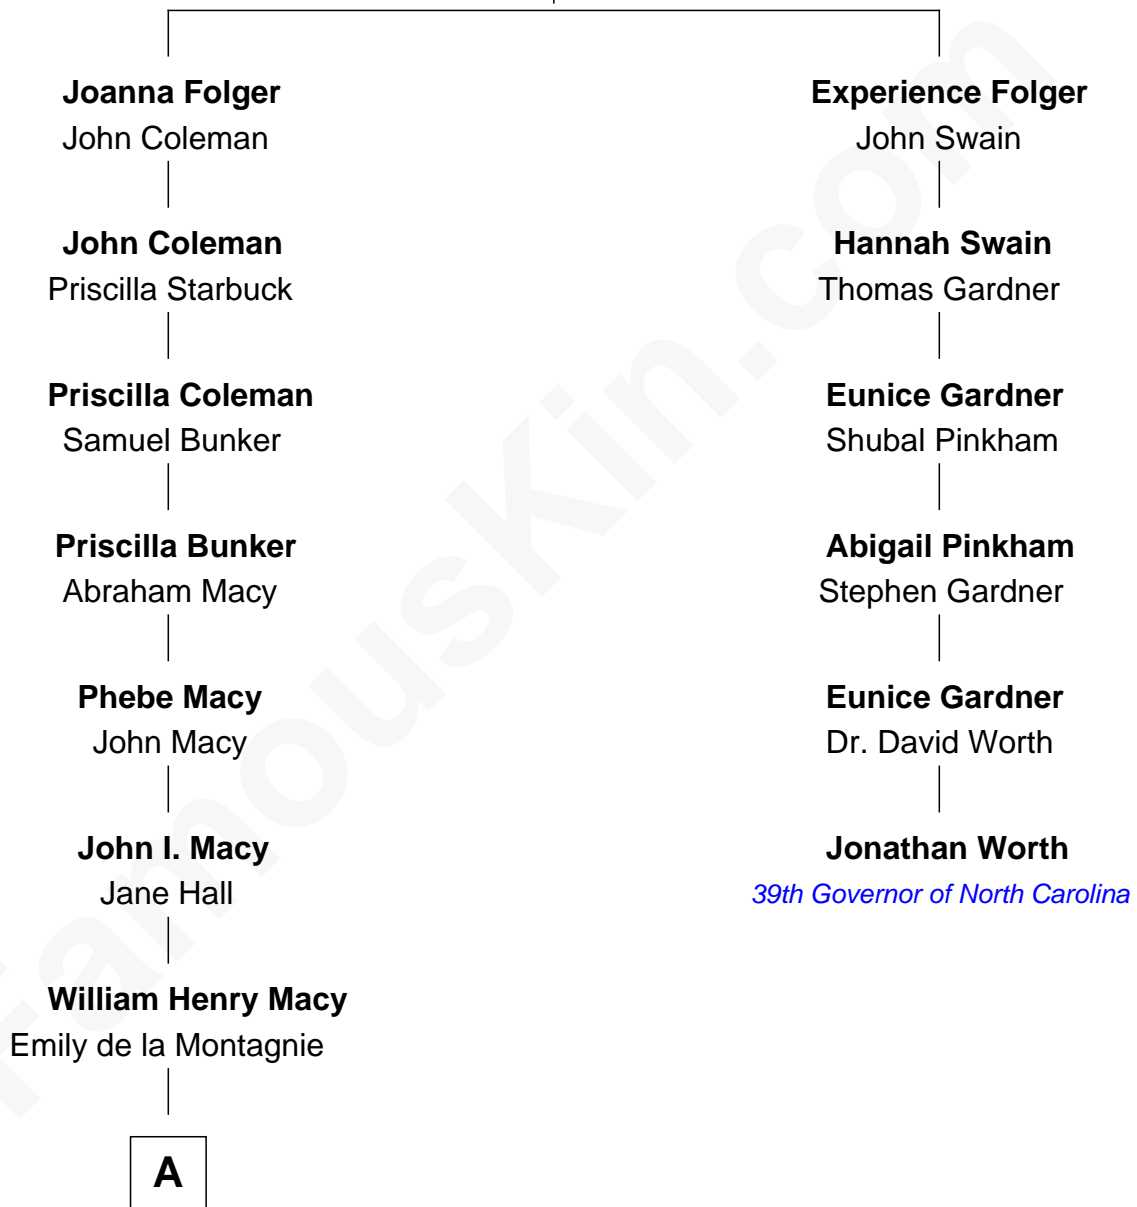 Joanna Folger
John Coleman
John Coleman
Priscilla Starbuck
Priscilla Coleman
Samuel Bunker
Priscilla Bunker
Abraham Macy
Phebe Macy
John Macy
John I. Macy
Jane Hall
William Henry Macy
Emily de la Montagnie
A
Experience Folger
John Swain
Hannah Swain
Thomas Gardner
Eunice Gardner
Shubal Pinkham
Abigail Pinkham
Stephen Gardner
Eunice Gardner
Dr. David Worth
Jonathan Worth
39th Governor of North Carolina
FamousKin.com